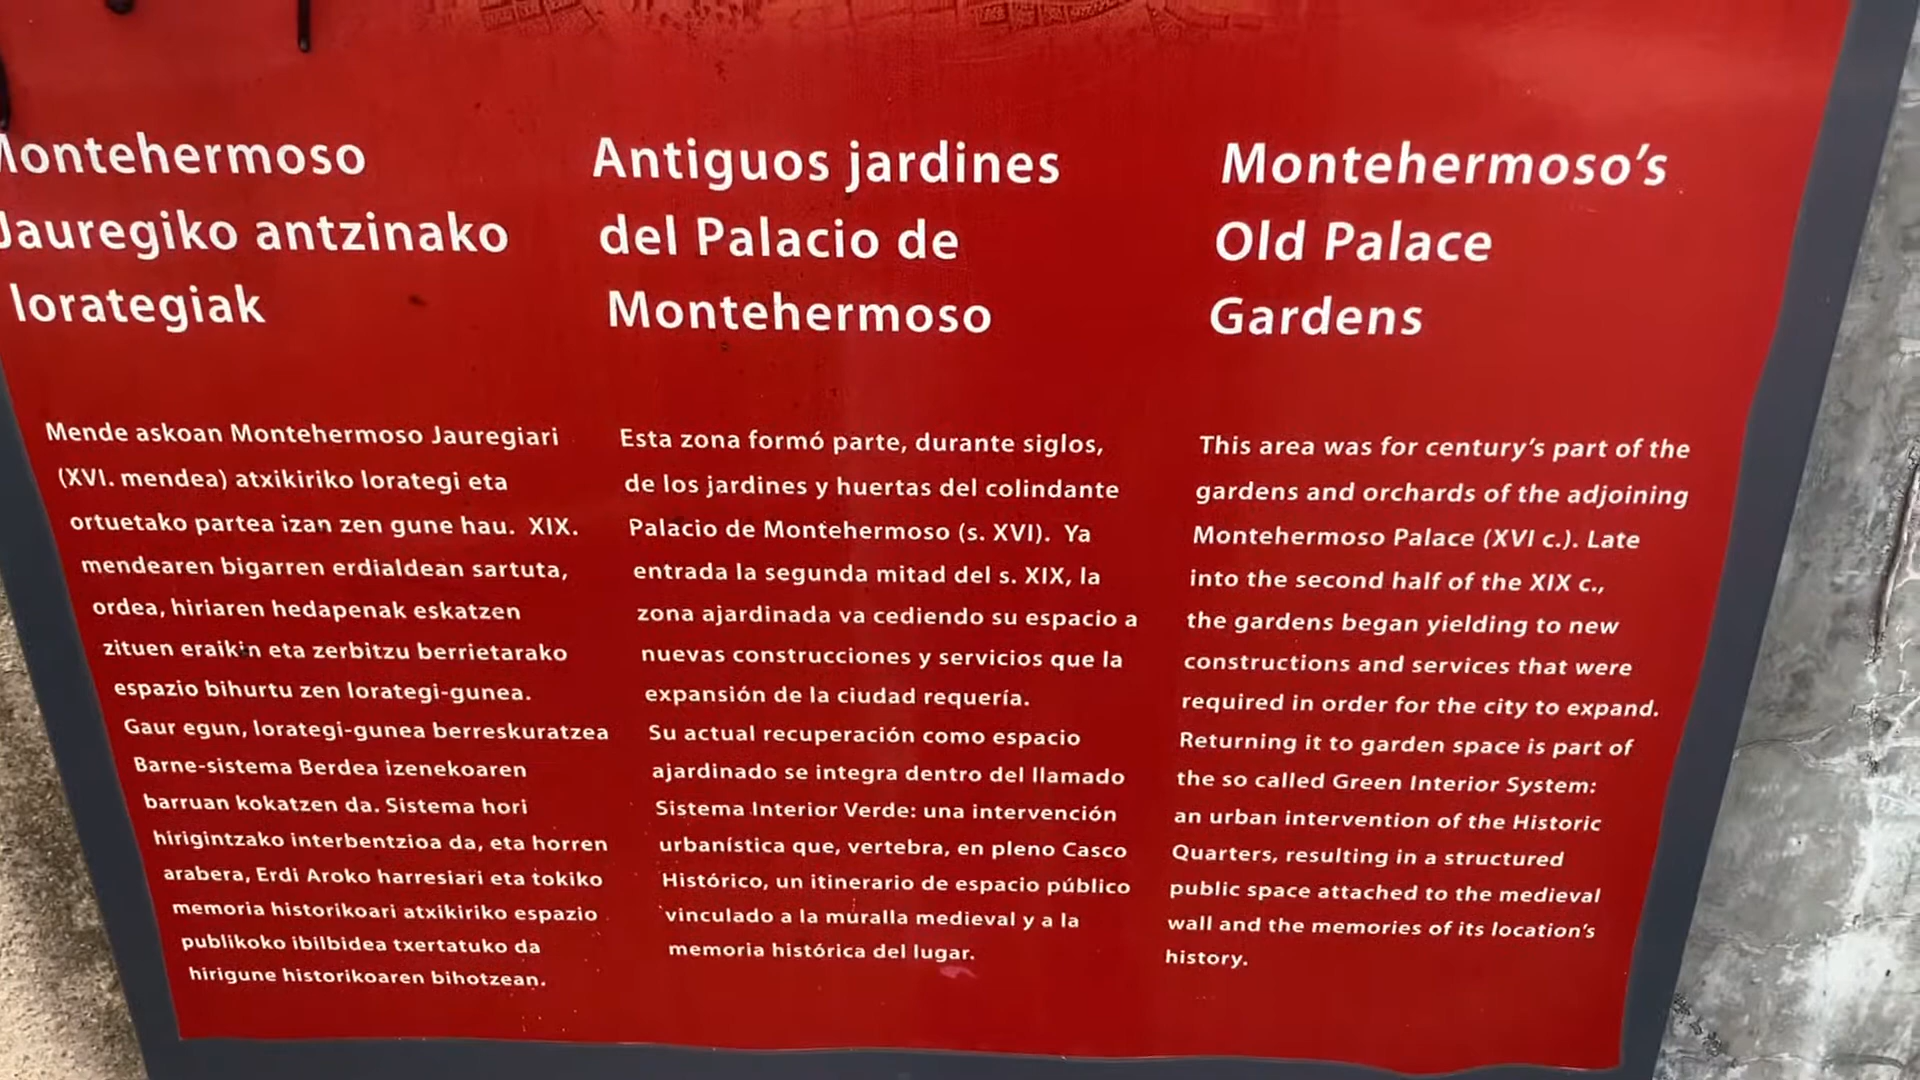 Montehermoso
Jauregiko antzinako
lorategiak
Mende askoan Montehermoso Jauregiari
(XVI. mendea) atxikiriko lorategi eta
ortuetako partea izan zen gune hau. XIX.
mendearen bigarren erdialdean sartuta,
ordea, hiriaren hedapenak eskatzen
zituen eraikin eta zerbitzu berrietarako
espazio bihurtu zen lorategi-gunea.
Gaur egun, lorategi-gunea berreskuratzea
Barne-sistema Berdea izenekoaren
barruan kokatzen da. Sistema hori
hirigintzako interbentzioa da, eta horren
arabera, Erdi Aroko harresiari eta tokiko
memoria historikoari atxikiriko espazio
publikoko ibilbidea txertatuko da
hirigune historikoaren bihotzean.
Antiguos jardines
del Palacio de
Montehermoso
Esta zona formó parte, durante siglos,
de los jardines y huertas del colindante
Palacio de Montehermoso (s. XVI). Ya
entrada la segunda mitad del s. XIX, la
zona ajardinada va cediendo su espacio a
nuevas construcciones y servicios que la
expansión de la ciudad requería.
Su actual recuperación como espacio
ajardinado se integra dentro del llamado
Sistema Interior Verde: una intervención
urbanística que, vertebra, en pleno Casco
Histórico, un itinerario de espacio público
vinculado a la muralla medieval y a la
memoria histórica del lugar.
Montehermoso's
Old Palace
Gardens
This area was for century's part of the
gardens and orchards of the adjoining
Montehermoso Palace (XVI c.). Late
into the second half of the XIX c.,
the gardens began yielding to new
constructions and services that were
required in order for the city to expand.
Returning it to garden space is part of
the so called Green Interior System:
an urban intervention of the Historic
Quarters, resulting in a structured
public space attached to the medieval
wall and the memories of its location's
history.